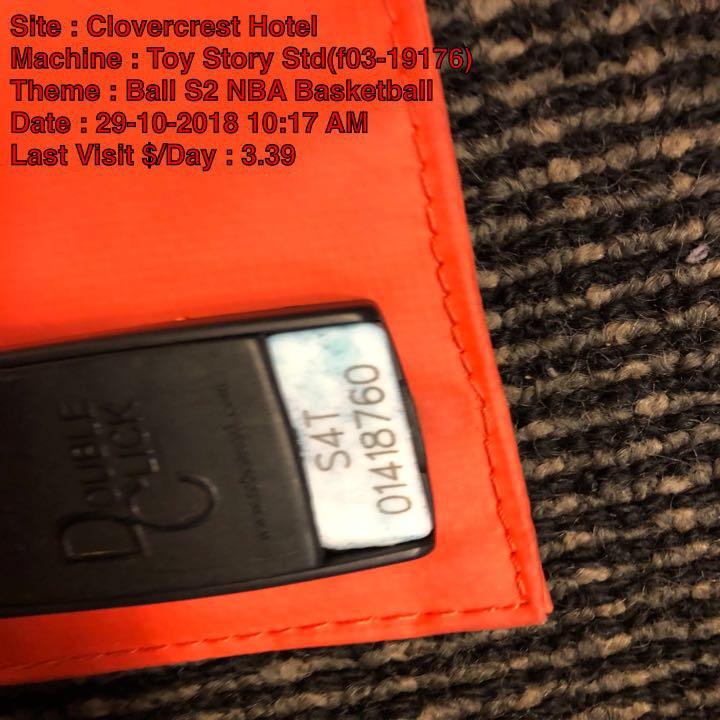 Site : Clovercrest Hotel
Machine : Toy Story Std(f03-19176)
Theme : Ball S2 NBA Basketball
Date : 29-10-2018 10:17 AM
Last Visit $/Day : 3.39
DOUBLE
CLICK
S4T
01418760